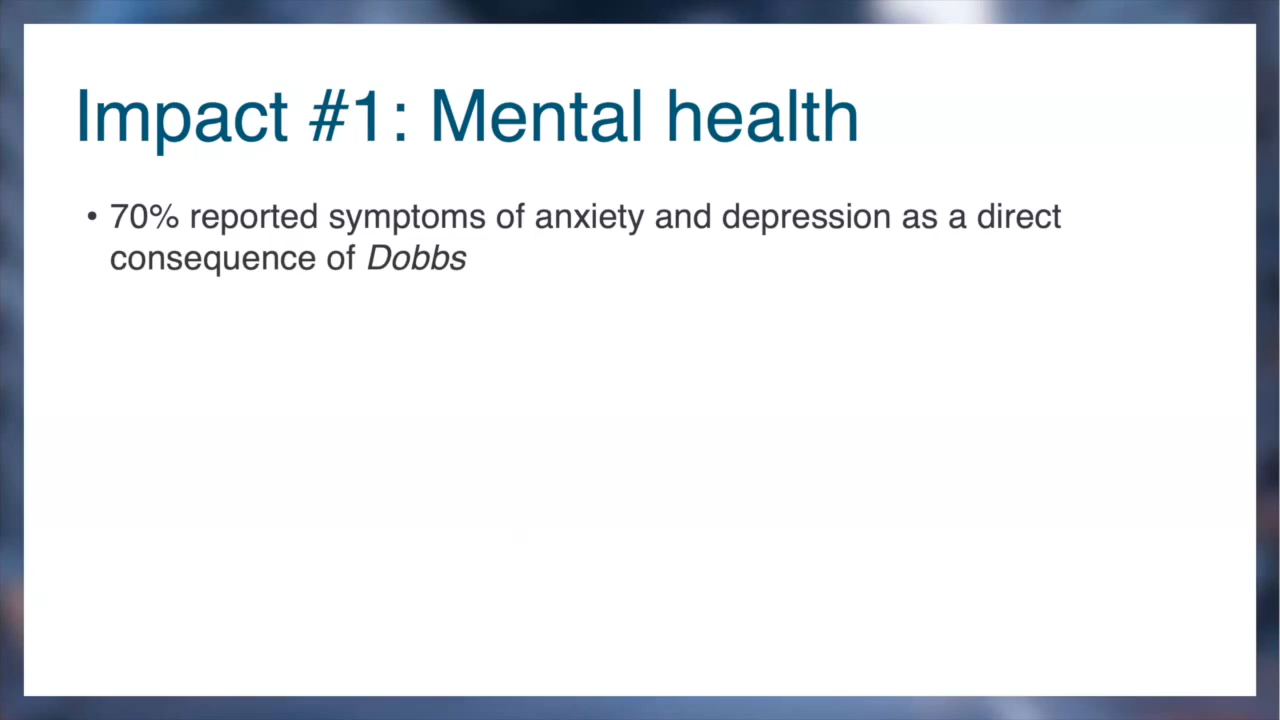 Impact #1: Mental health
• 70% reported symptoms of anxiety and depression as a direct
consequence of Dobbs